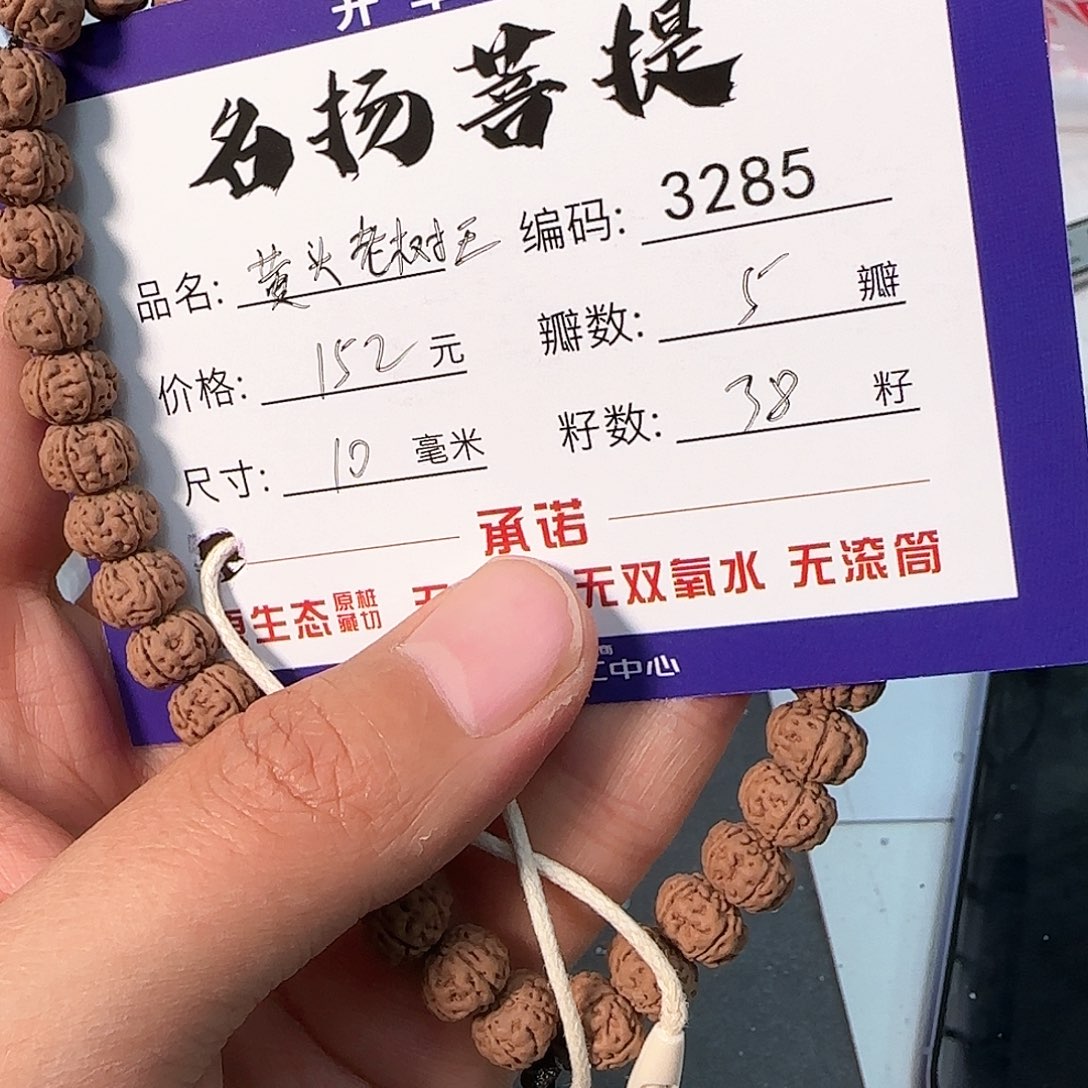 名扬菩提
品名: 黄头老树王 编码: 3285
价格: 152 元 瓣数: 5 瓣
尺寸: 10 毫米 籽数: 38 籽
承诺
生态 原桩藏切 无双氧水 无滚筒
中心